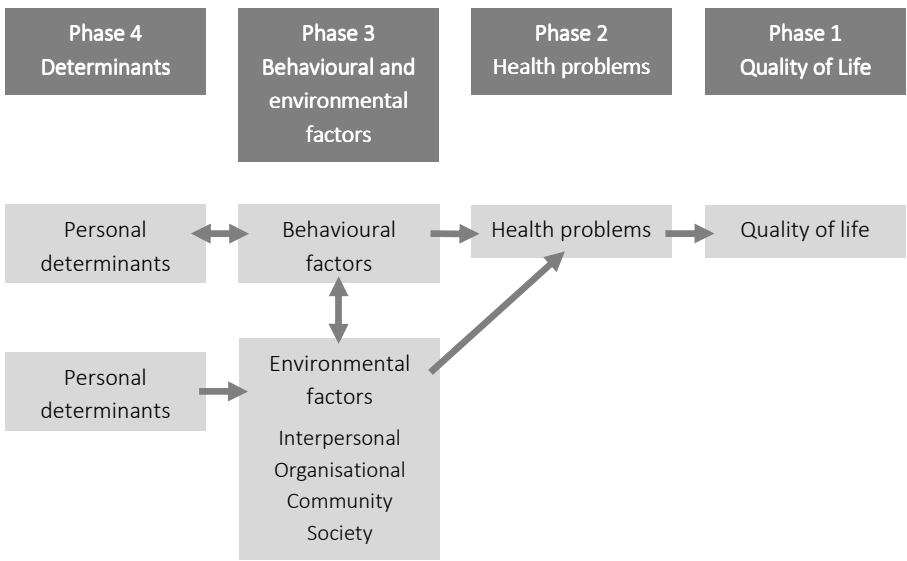 Phase 4
Determinants
Phase 3
Behavioural and
environmental
factors
Phase 2
Health problems
Phase 1
Quality of Life
Personal
determinants
Behavioural
factors
Health problems
Quality of life
Personal
determinants
Environmental
factors
Interpersonal
Organisational
Community
Society